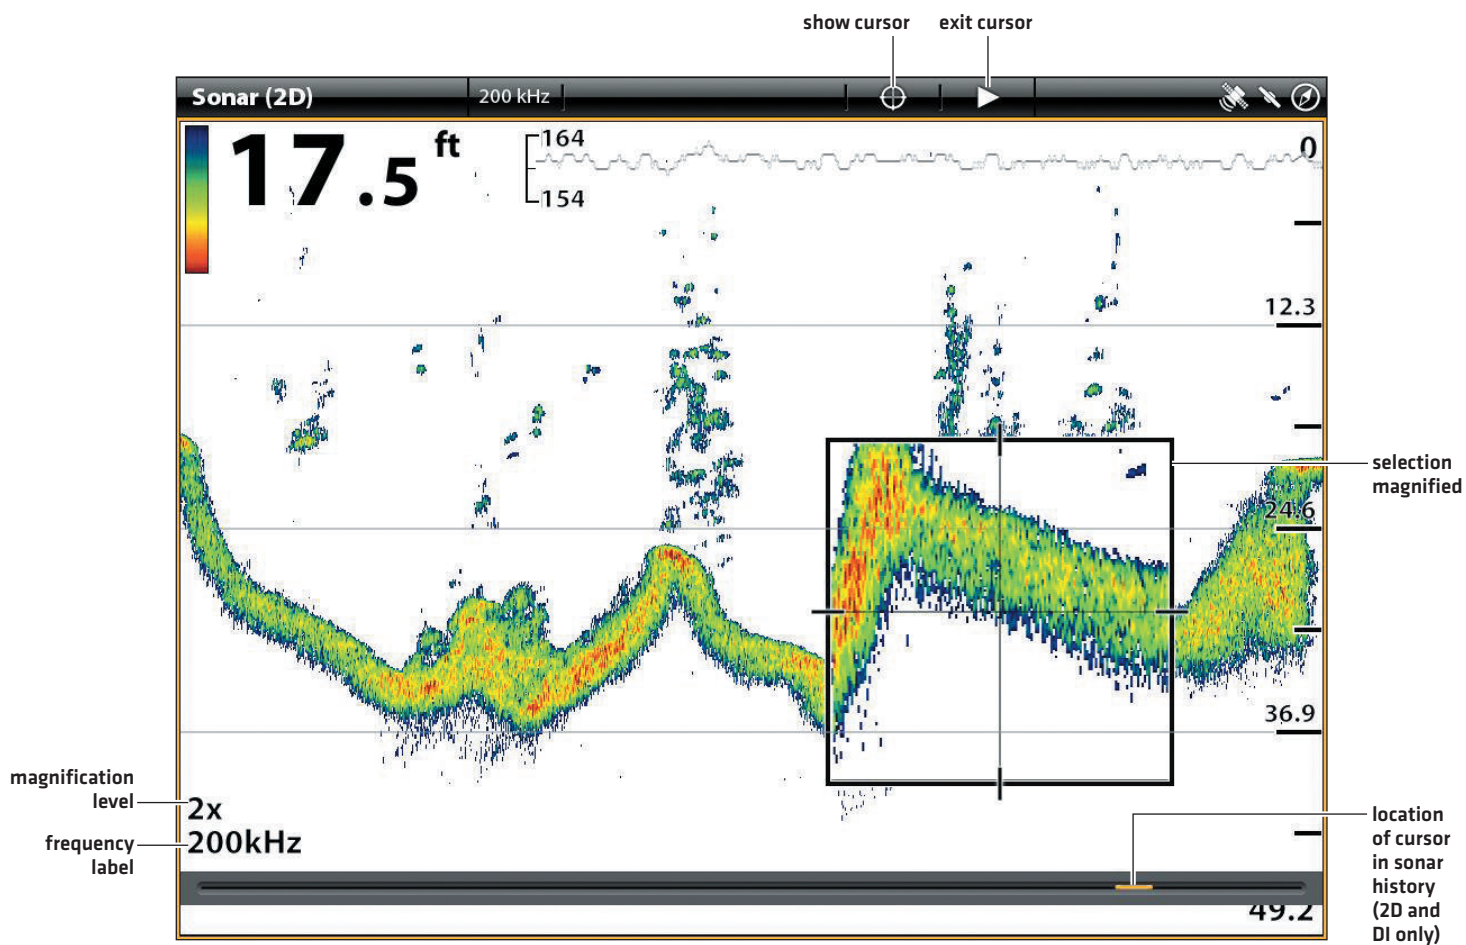 show cursor
exit cursor
Sonar (2D)
200 kHz
17.5 ft
164
154
0
12.3
selection
magnified
24.6
36.9
magnification
level
2x
frequency
label
200kHz
location
of cursor
in sonar
history
(2D and
DI only)
49.2